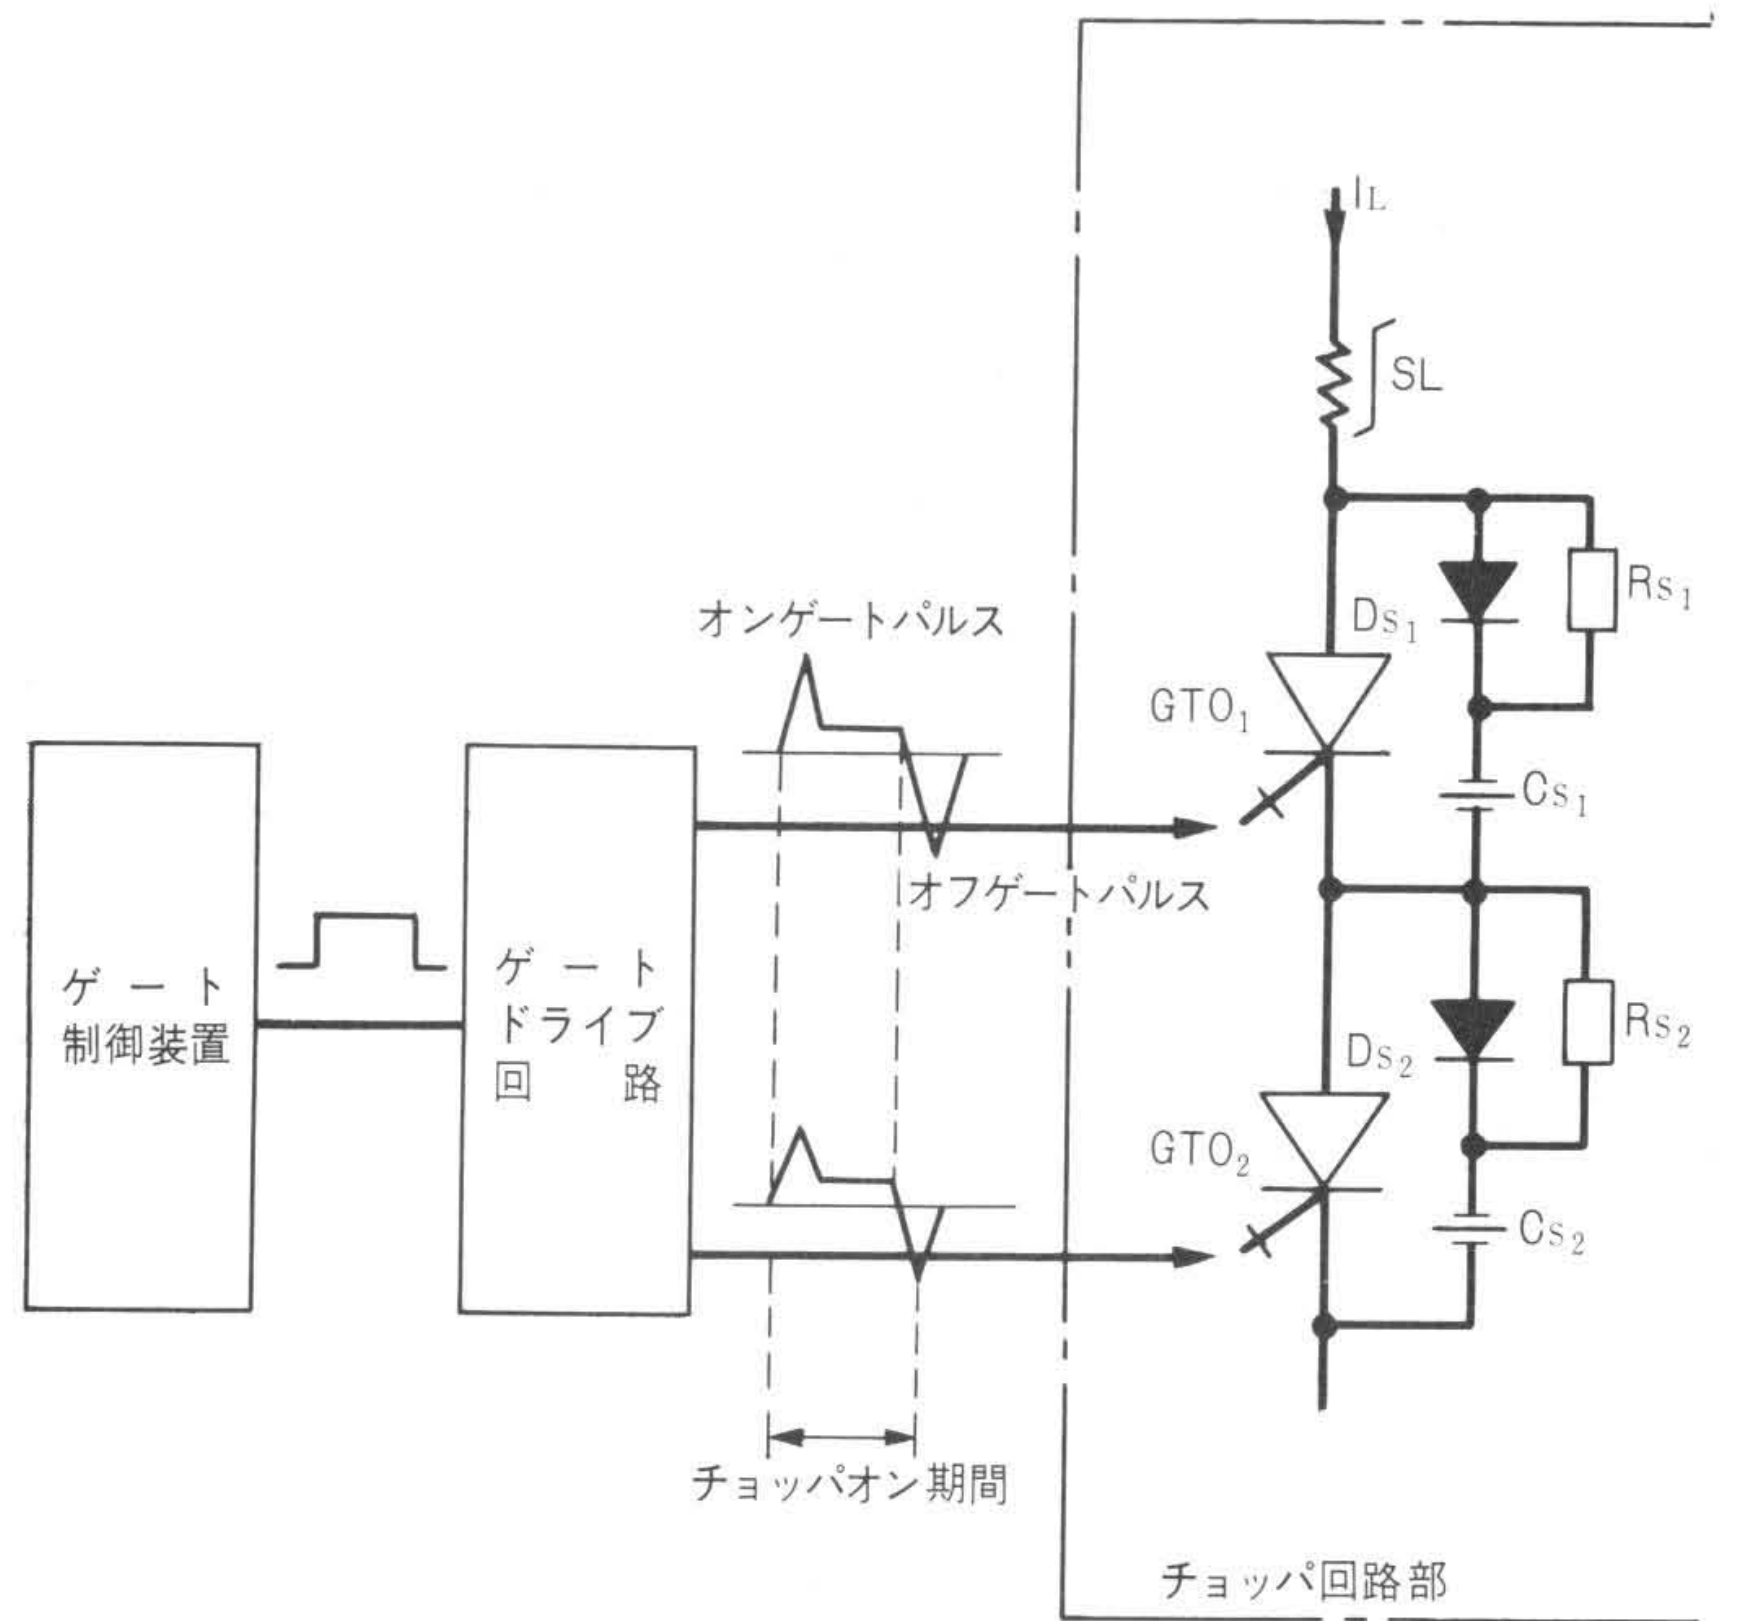 ゲート
制御装置
ゲート
ドライブ
回路
オンゲートパルス
オフゲートパルス
チョッパオン期間
IL
SL
DS1
RS1
GTO1
CS1
DS2
RS2
GTO2
CS2
チョッパ回路部